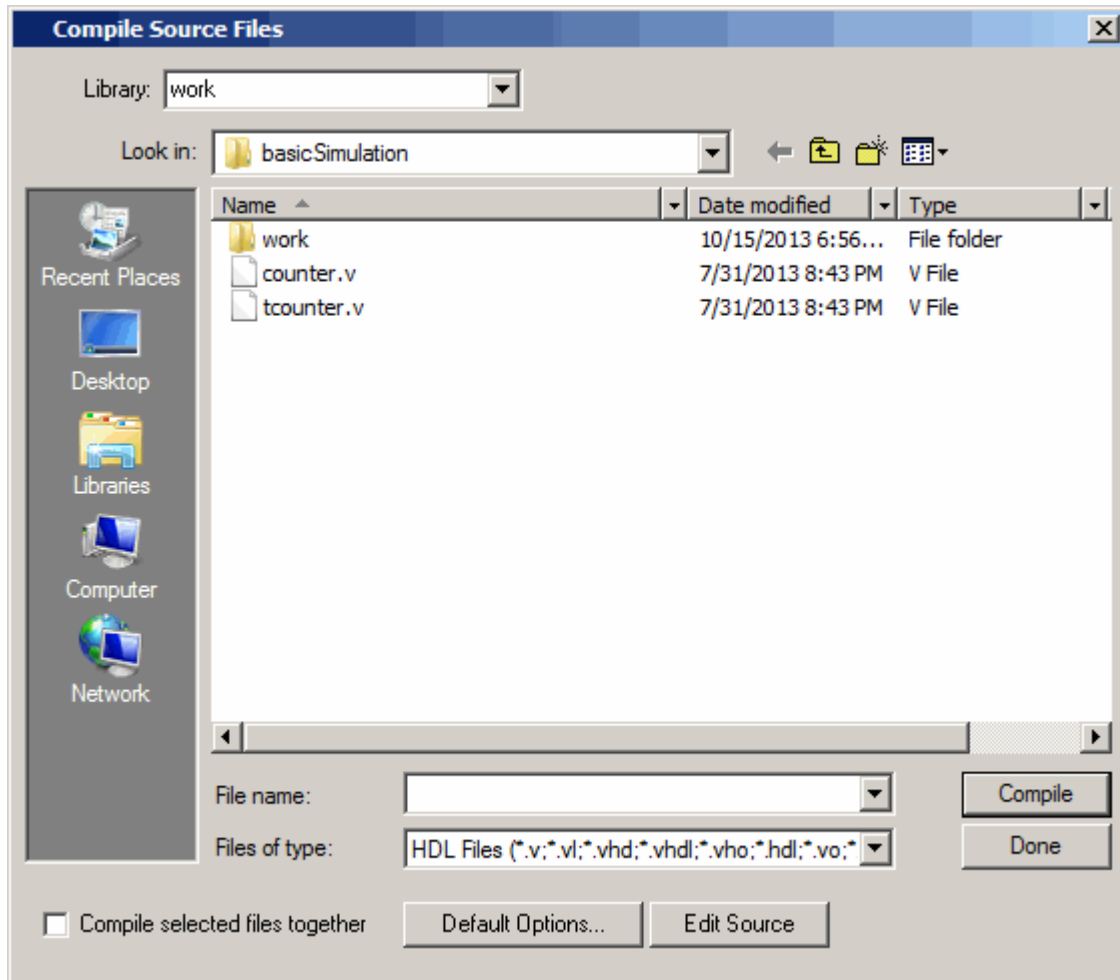 Compile Source Files
Library: work
Look in: basicSimulation
Name Date modified Type
work 10/15/2013 6:56... File folder
counter.v 7/31/2013 8:43 PM V File
tcounter.v 7/31/2013 8:43 PM V File
Recent Places
Desktop
Libraries
Computer
Network
File name: Compile
Files of type: HDL Files (*.v;*.vl;*.vhd;*.vhdl;*.vho;*.hdl;*.vo;* Done
Compile selected files together Default Options... Edit Source